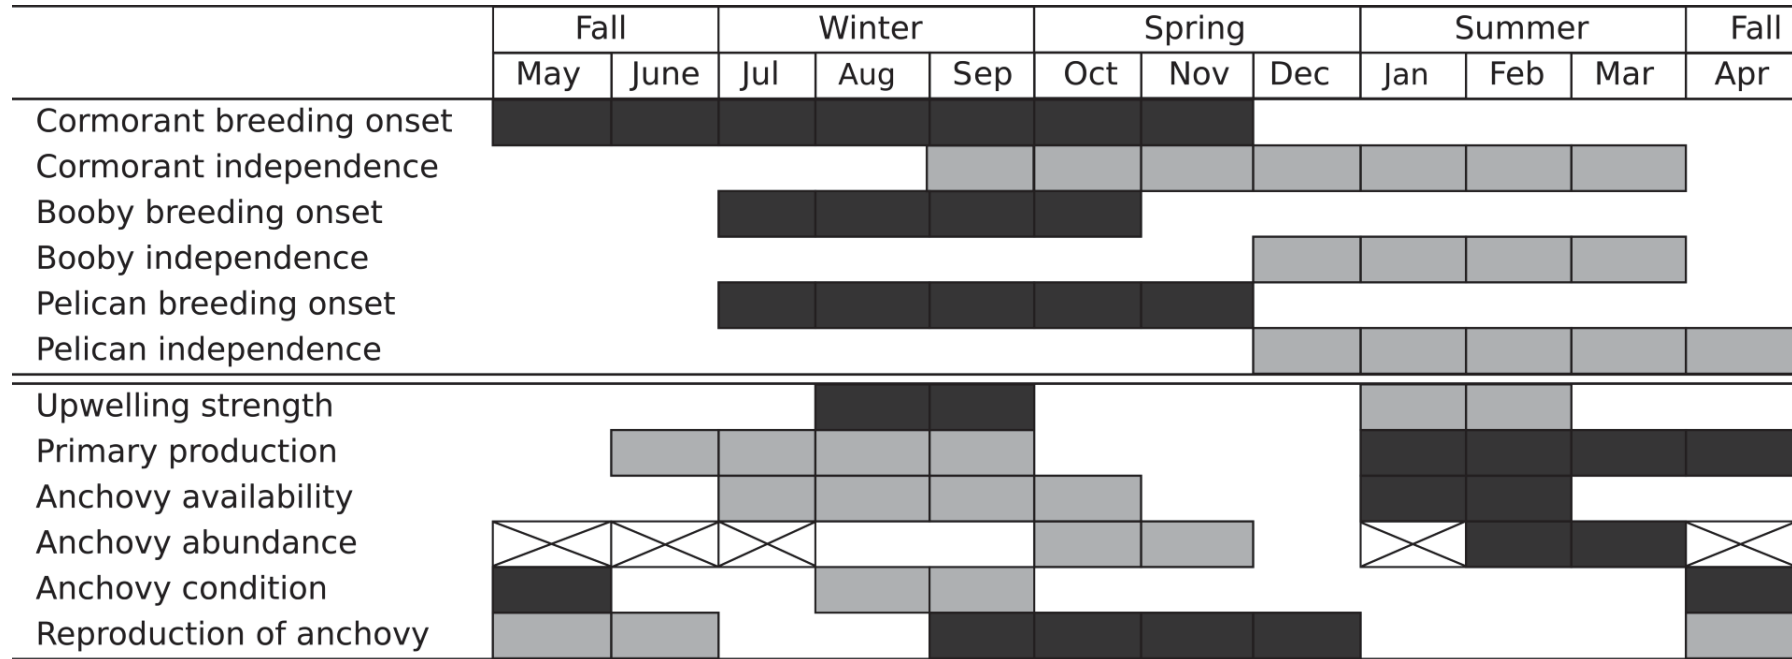 Fall Winter Spring Summer Fall
May June Jul Aug Sep Oct Nov Dec Jan Feb Mar Apr
Cormorant breeding onset
Cormorant independence
Booby breeding onset
Booby independence
Pelican breeding onset
Pelican independence
Upwelling strength
Primary production
Anchovy availability
Anchovy abundance
Anchovy condition
Reproduction of anchovy